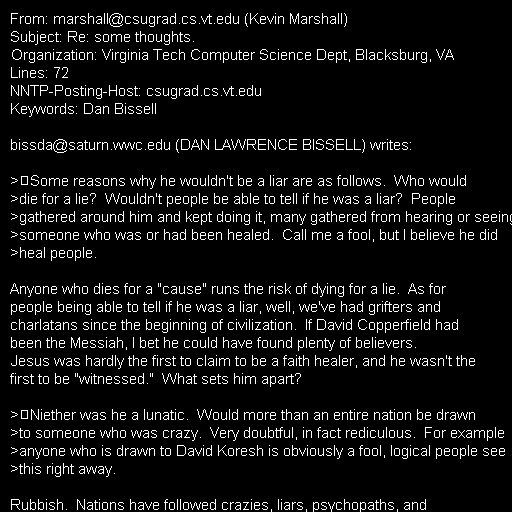 From: marshall@csugrad.cs.vt.edu (Kevin Marshall)
Subject: Re: some thoughts.
Organization: Virginia Tech Computer Science Dept, Blacksburg, VA
Lines: 72
NNTP-Posting-Host: csugrad.cs.vt.edu
Keywords: Dan Bissell

bissda@saturn.wwc.edu (DAN LAWRENCE BISSELL) writes:

>▯Some reasons why he wouldn't be a liar are as follows.  Who would
>die for a lie?  Wouldn't people be able to tell if he was a liar?  People
>gathered around him and kept doing it, many gathered from hearing or seeing
>someone who was or had been healed.  Call me a fool, but I believe he did
>heal people.

Anyone who dies for a "cause" runs the risk of dying for a lie.  As for
people being able to tell if he was a liar, well, we've had grifters and
charlatans since the beginning of civilization.  If David Copperfield had
been the Messiah, I bet he could have found plenty of believers.
Jesus was hardly the first to claim to be a faith healer, and he wasn't the
first to be "witnessed."  What sets him apart?

>▯Niether was he a lunatic.  Would more than an entire nation be drawn
>to someone who was crazy.  Very doubtful, in fact rediculous.  For example
>anyone who is drawn to David Koresh is obviously a fool, logical people see
>this right away.

Rubbish.  Nations have followed crazies, liars, psychopaths, and